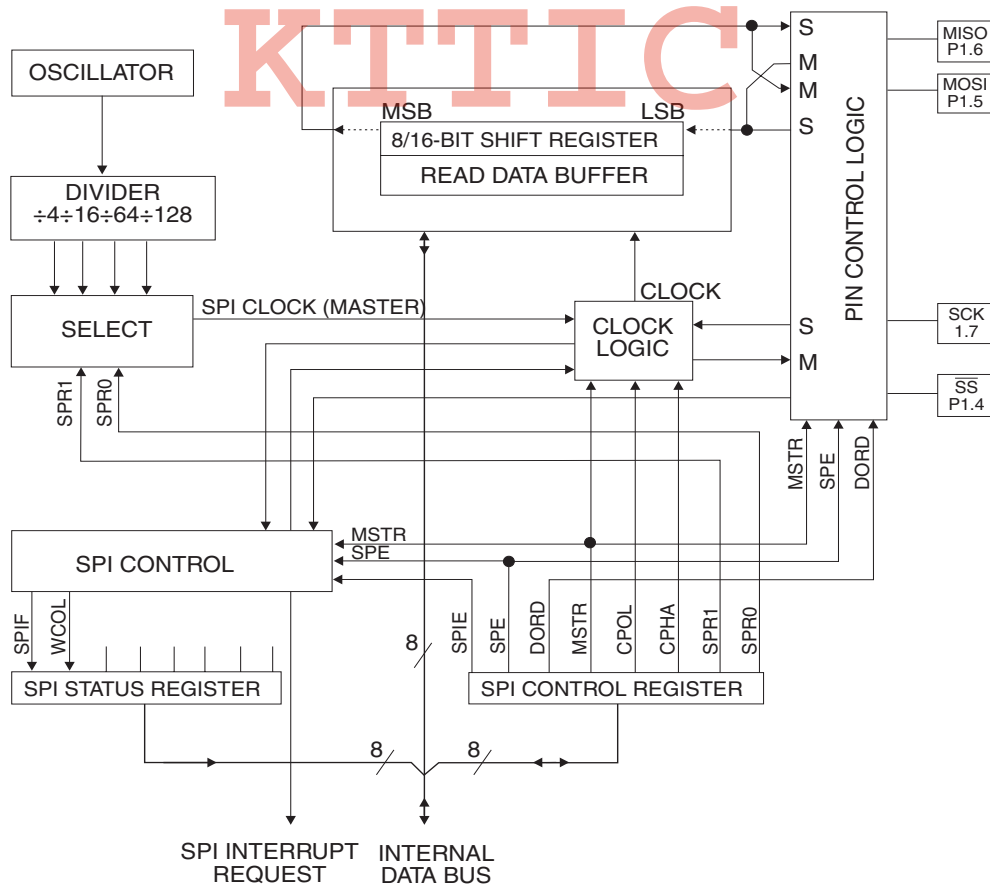 KTTIC
OSCILLATOR
DIVIDER
÷4÷16÷64÷128
SELECT
SPI CLOCK (MASTER)
SPR1
SPR0
MSB
LSB
8/16-BIT SHIFT REGISTER
READ DATA BUFFER
CLOCK
CLOCK
LOGIC
S
M
M
S
S
M
PIN CONTROL LOGIC
MISO
P1.6
MOSI
P1.5
SCK
1.7
SS
P1.4
MSTR
SPE
DORD
MSTR
SPE
SPI CONTROL
SPIF
WCOL
SPI STATUS REGISTER
8
SPIE
SPE
DORD
MSTR
CPOL
CPHA
SPR1
SPR0
SPI CONTROL REGISTER
8
8
SPI INTERRUPT
REQUEST
INTERNAL
DATA BUS